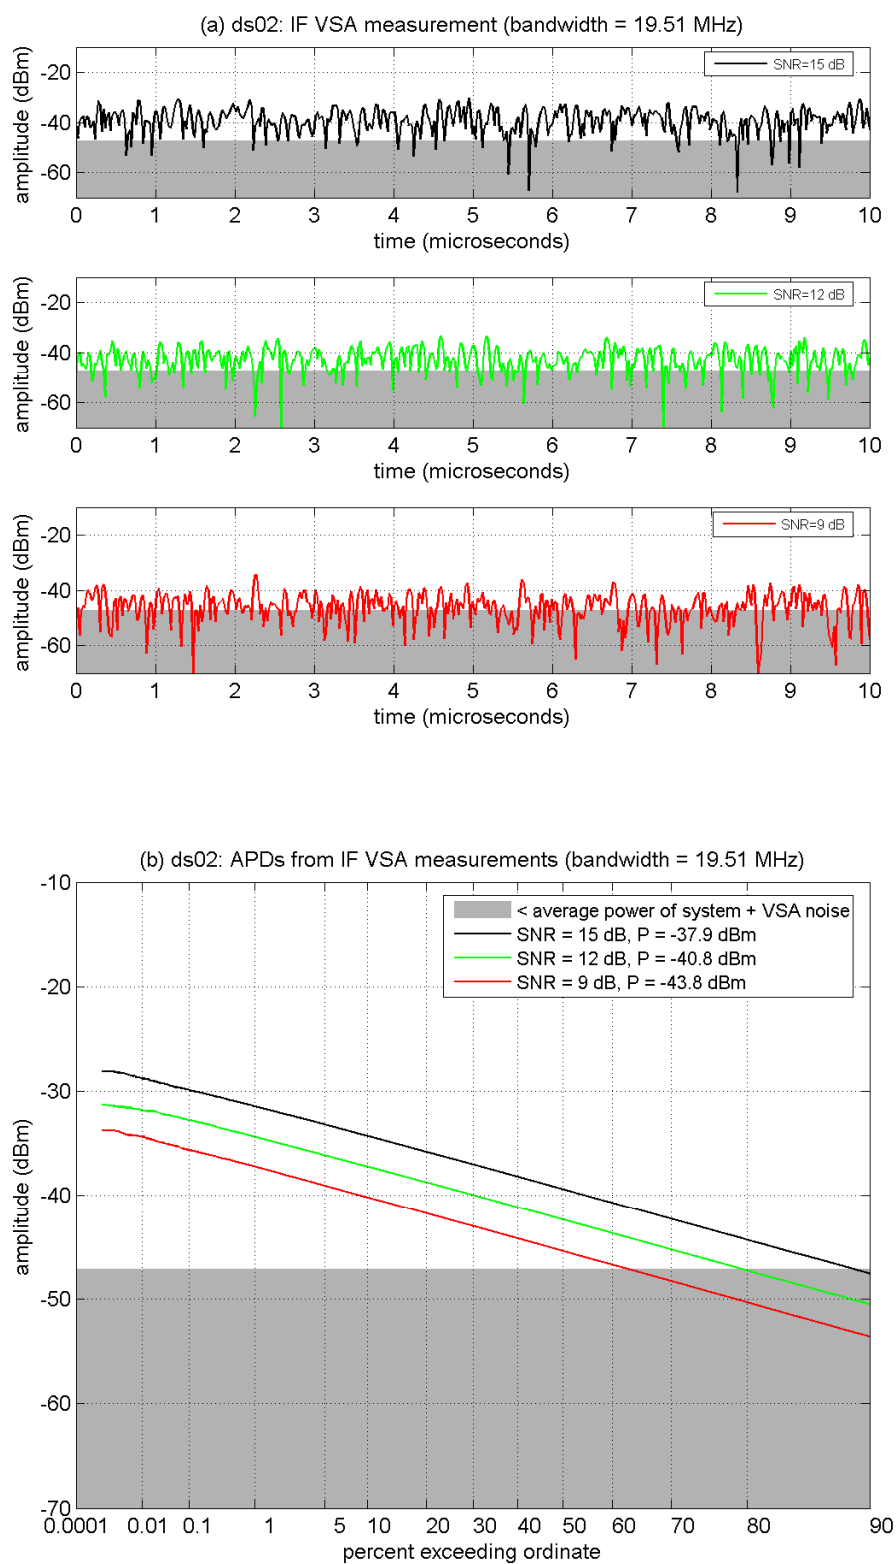 (a) ds02: IF VSA measurement (bandwidth = 19.51 MHz)
amplitude (dBm)
-20
-40
-60
SNR=15 dB
0 1 2 3 4 5 6 7 8 9 10
time (microseconds)
amplitude (dBm)
-20
-40
-60
SNR=12 dB
0 1 2 3 4 5 6 7 8 9 10
time (microseconds)
amplitude (dBm)
-20
-40
-60
SNR=9 dB
0 1 2 3 4 5 6 7 8 9 10
time (microseconds)
(b) ds02: APDs from IF VSA measurements (bandwidth = 19.51 MHz)
< average power of system + VSA noise
SNR = 15 dB, P = -37.9 dBm
SNR = 12 dB, P = -40.8 dBm
SNR = 9 dB, P = -43.8 dBm
amplitude (dBm)
-10
-20
-30
-40
-50
-60
-70
0.0001 0.01 0.1 1 5 10 20 30 40 50 60 70 80 90
percent exceeding ordinate